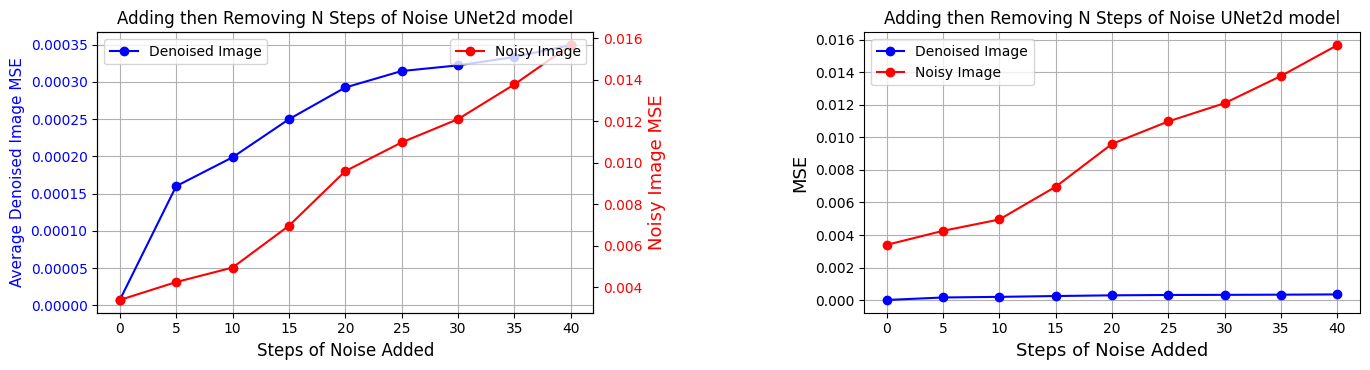 Adding then Removing N Steps of Noise UNet2d model
Denoised Image
Noisy Image
Average Denoised Image MSE
0.00035
0.00030
0.00025
0.00020
0.00015
0.00010
0.00005
0.00000
0.016
0.014
0.012
0.010
0.008
0.006
0.004
Noisy Image MSE
0 5 10 15 20 25 30 35 40
Steps of Noise Added
Adding then Removing N Steps of Noise UNet2d model
Denoised Image
Noisy Image
MSE
0.016
0.014
0.012
0.010
0.008
0.006
0.004
0.002
0.000
0 5 10 15 20 25 30 35 40
Steps of Noise Added